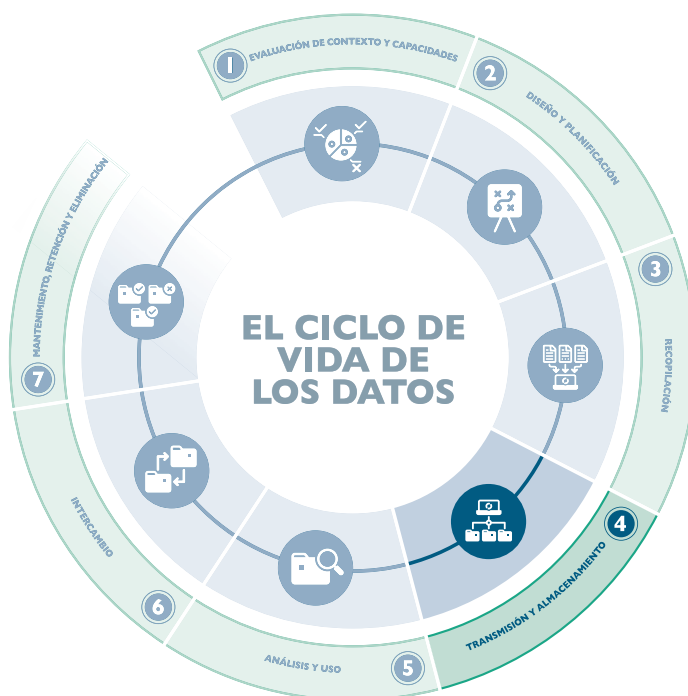 EL CICLO DE
VIDA DE
LOS DATOS
1
EVALUACIÓN DE CONTEXTO Y CAPACIDADES
2
DISEÑO Y PLANIFICACIÓN
3
RECOPILACIÓN
4
TRANSMISIÓN Y ALMACENAMIENTO
5
ANÁLISIS Y USO
6
INTERCAMBIO
7
MANTENIMIENTO, RETENCIÓN Y ELIMINACIÓN